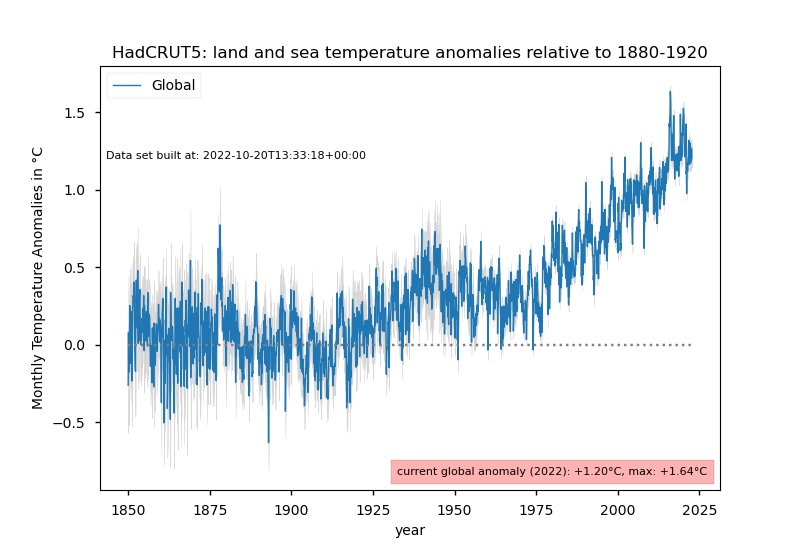 HadCRUT5: land and sea temperature anomalies relative to 1880-1920
Global
Data set built at: 2022-10-20T13:33:18+00:00
Monthly Temperature Anomalies in °C
1.5
1.0
0.5
0.0
−0.5
current global anomaly (2022): +1.20°C, max: +1.64°C
1850
1875
1900
1925
1950
1975
2000
2025
year